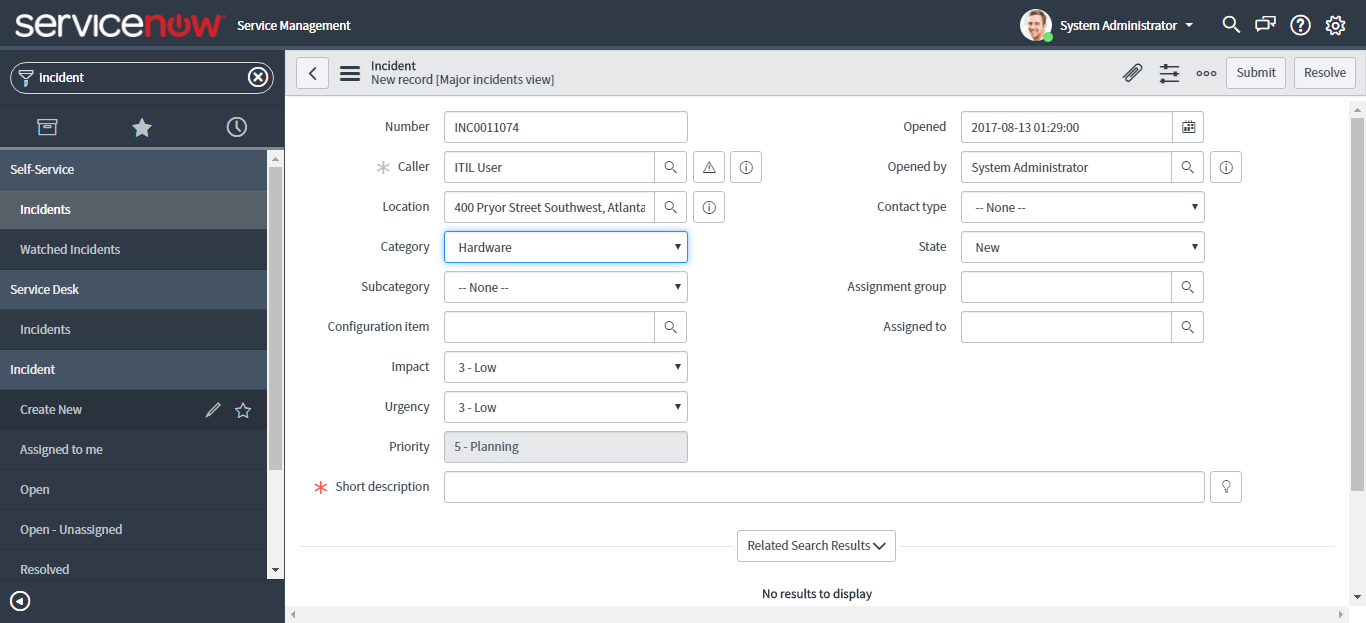 servicenow Service Management
System Administrator
incident
Self-Service
Incidents
Watched Incidents
Service Desk
Incidents
Incident
Create New
Assigned to me
Open
Open - Unassigned
Resolved
Incident
New record [Major incidents view]
Submit
Resolve
Number INC0011074
Caller ITIL User
Location 400 Pryor Street Southwest, Atlanta
Category Hardware
Subcategory -- None --
Configuration item
Impact 3 - Low
Urgency 3 - Low
Priority 5 - Planning
Short description
Opened 2017-08-13 01:29:00
Opened by System Administrator
Contact type -- None --
State New
Assignment group
Assigned to
Related Search Results
No results to display